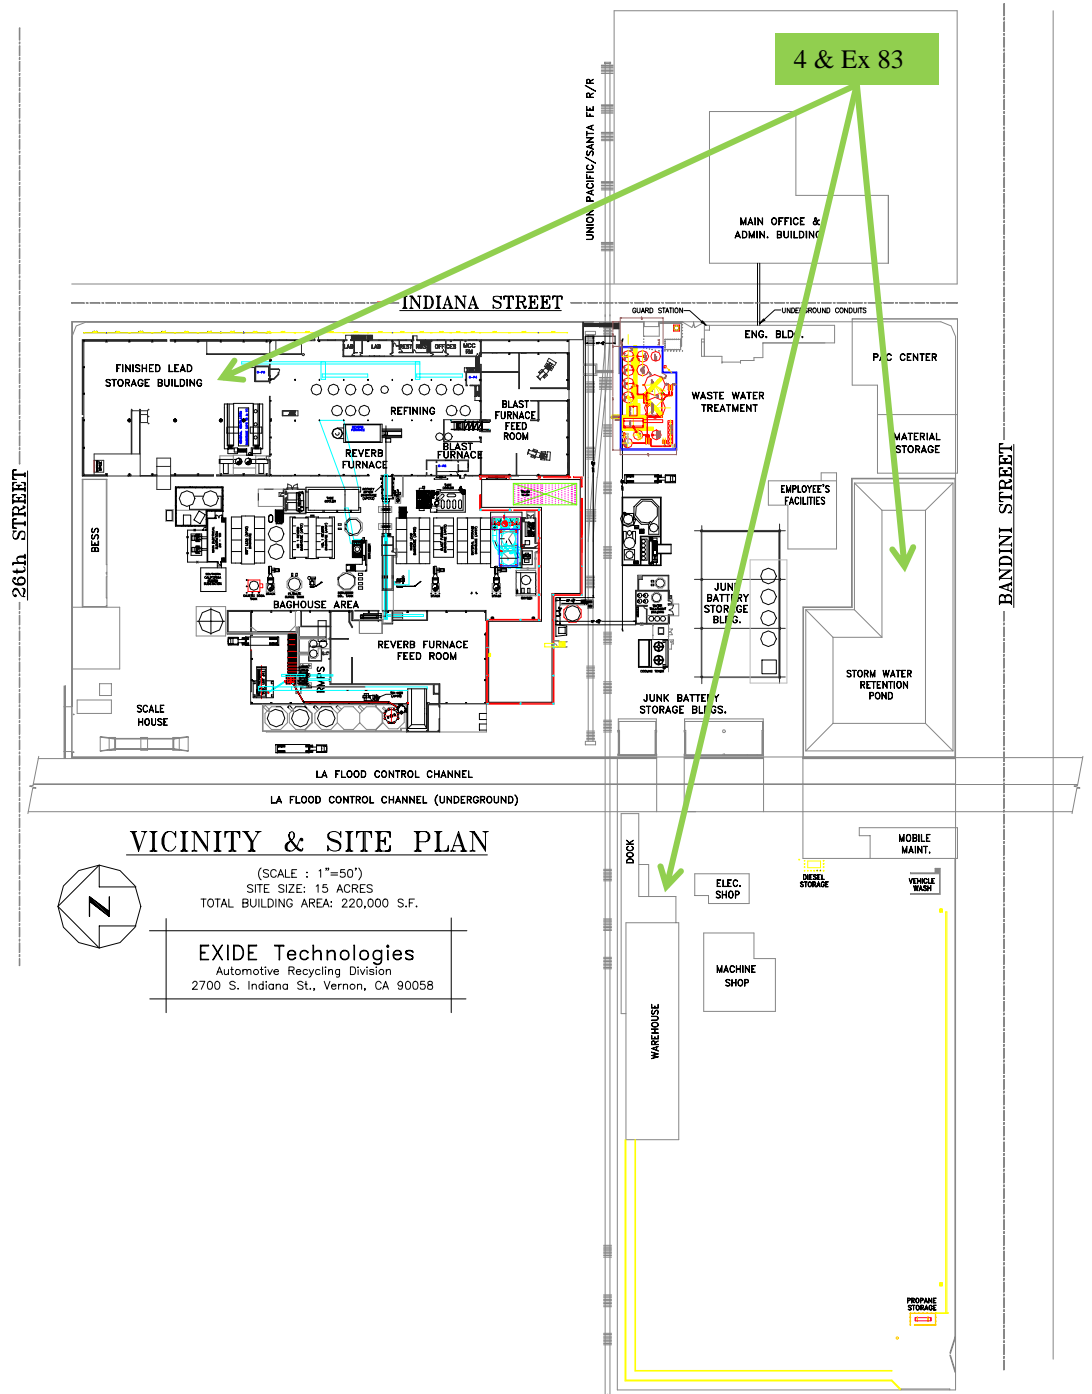 4 & Ex 83
UNION PACIFIC/SANTA FE R/R
MAIN OFFICE &
ADMIN. BUILDING
INDIANA STREET
GUARD STATION
UNDERGROUND CONDUITS
ENG. BLDG.
FINISHED LEAD
STORAGE BUILDING
LAB
REST
OFFICES
MCC
RM
REFINING
BLAST
FURNACE
FEED
ROOM
REVERB
FURNACE
BLAST
FURNACE
WASTE WATER
TREATMENT
PAC CENTER
MATERIAL
STORAGE
EMPLOYEE'S
FACILITIES
26th STREET
BESS
BANDINI STREET
BAGHOUSE AREA
REVERB FURNACE
FEED ROOM
RMPS
JUNK
BATTERY
STORAGE
BLDG.
STORM WATER
RETENTION
POND
JUNK BATTERY
STORAGE BLDGS.
SCALE
HOUSE
LA FLOOD CONTROL CHANNEL
LA FLOOD CONTROL CHANNEL (UNDERGROUND)
VICINITY & SITE PLAN
(SCALE : 1"=50')
SITE SIZE: 15 ACRES
TOTAL BUILDING AREA: 220,000 S.F.
N
EXIDE Technologies
Automotive Recycling Division
2700 S. Indiana St., Vernon, CA 90058
DOCK
ELEC.
SHOP
DIESEL
STORAGE
MOBILE
MAINT.
VEHICLE
WASH
MACHINE
SHOP
WAREHOUSE
PROPANE
STORAGE